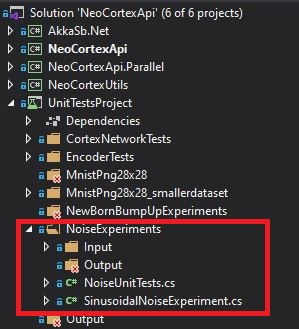 Solution 'NeoCortexApi' (6 of 6 projects)
C# AkkaSb.Net
C# NeoCortexApi
C# NeoCortexApi.Parallel
C# NeoCortexUtils
UnitTestsProject
Dependencies
CortexNetworkTests
EncoderTests
MnistPng28x28
MnistPng28x28_smallerdataset
NewBornBumpUpExperiments
NoiseExperiments
Input
Output
C# NoiseUnitTests.cs
C# SinusoidalNoiseExperiment.cs
Output